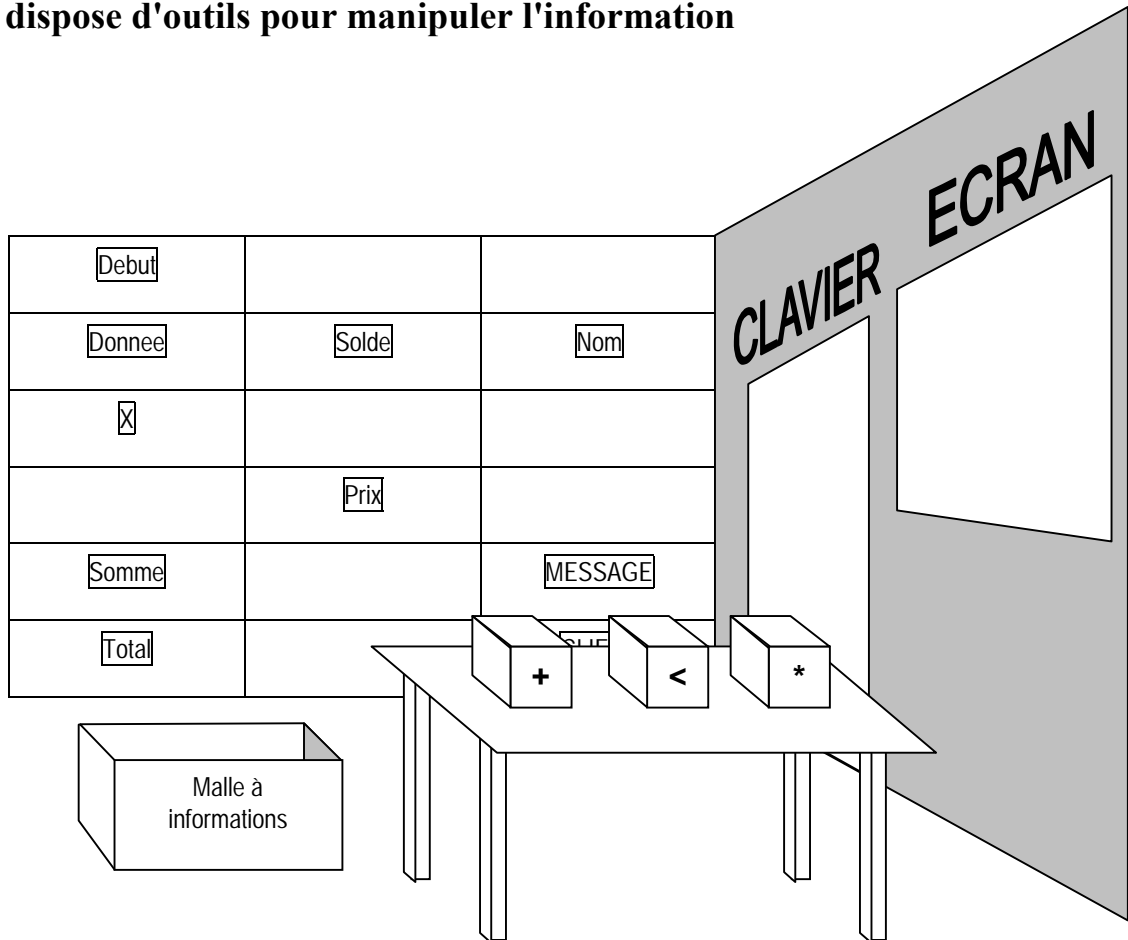 dispose d'outils pour manipuler l'information
ECRAN
CLAVIER
Debut
Donnee Solde Nom
X
Prix
Somme MESSAGE
Total
+ < *
Malle à
informations